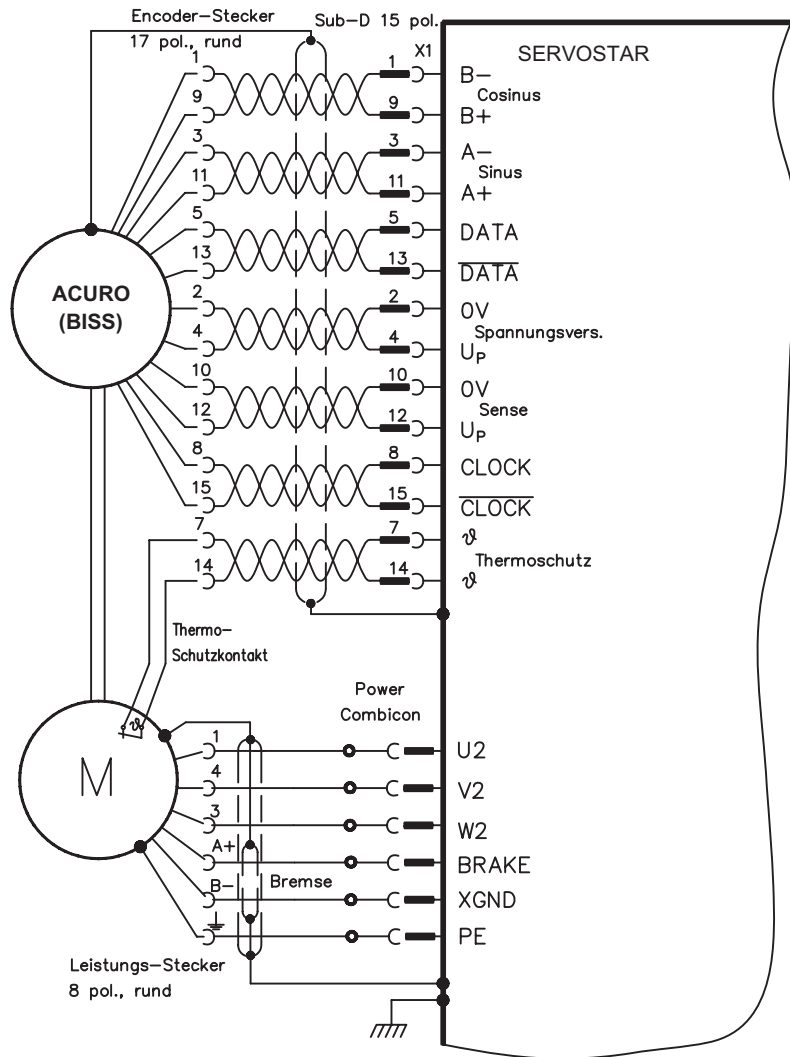 Encoder-Stecker
17 pol., rund
Sub-D 15 pol.
X1
SERVOSTAR
1 1 B-
Cosinus
9 9 B+
3 3 A-
Sinus
11 11 A+
5 5 DATA
13 13 DATA
ACURO
(BISS)
2 2 0V
Spannungsvers.
4 4 UP
10 10 0V
Sense
12 12 UP
8 8 CLOCK
15 15 CLOCK
7 7 ϑ
Thermoschutz
14 14 ϑ
Thermo-
Schutzkontakt
ϑ
Power
Combicon
M
1 U2
4 V2
3 W2
A+ BRAKE
Bremse
B- XGND
PE
Leistungs-Stecker
8 pol., rund